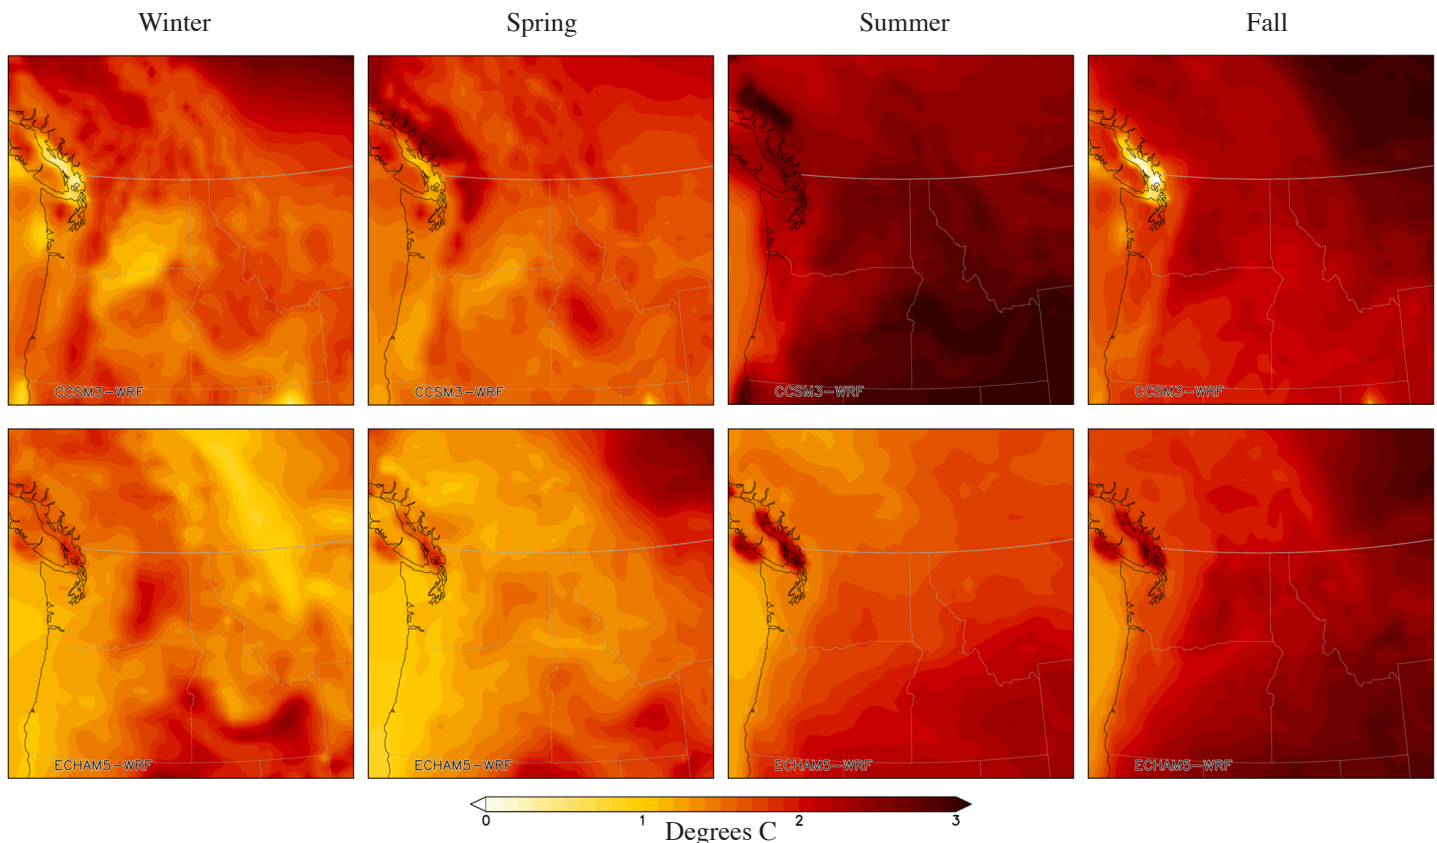 Winter Spring Summer Fall
CCSM3-WRF CCSM3-WRF CCSM3-WRF CCSM3-WRF
ECHAM5-WRF ECHAM5-WRF ECHAM5-WRF ECHAM5-WRF
0 1 2 3
Degrees C